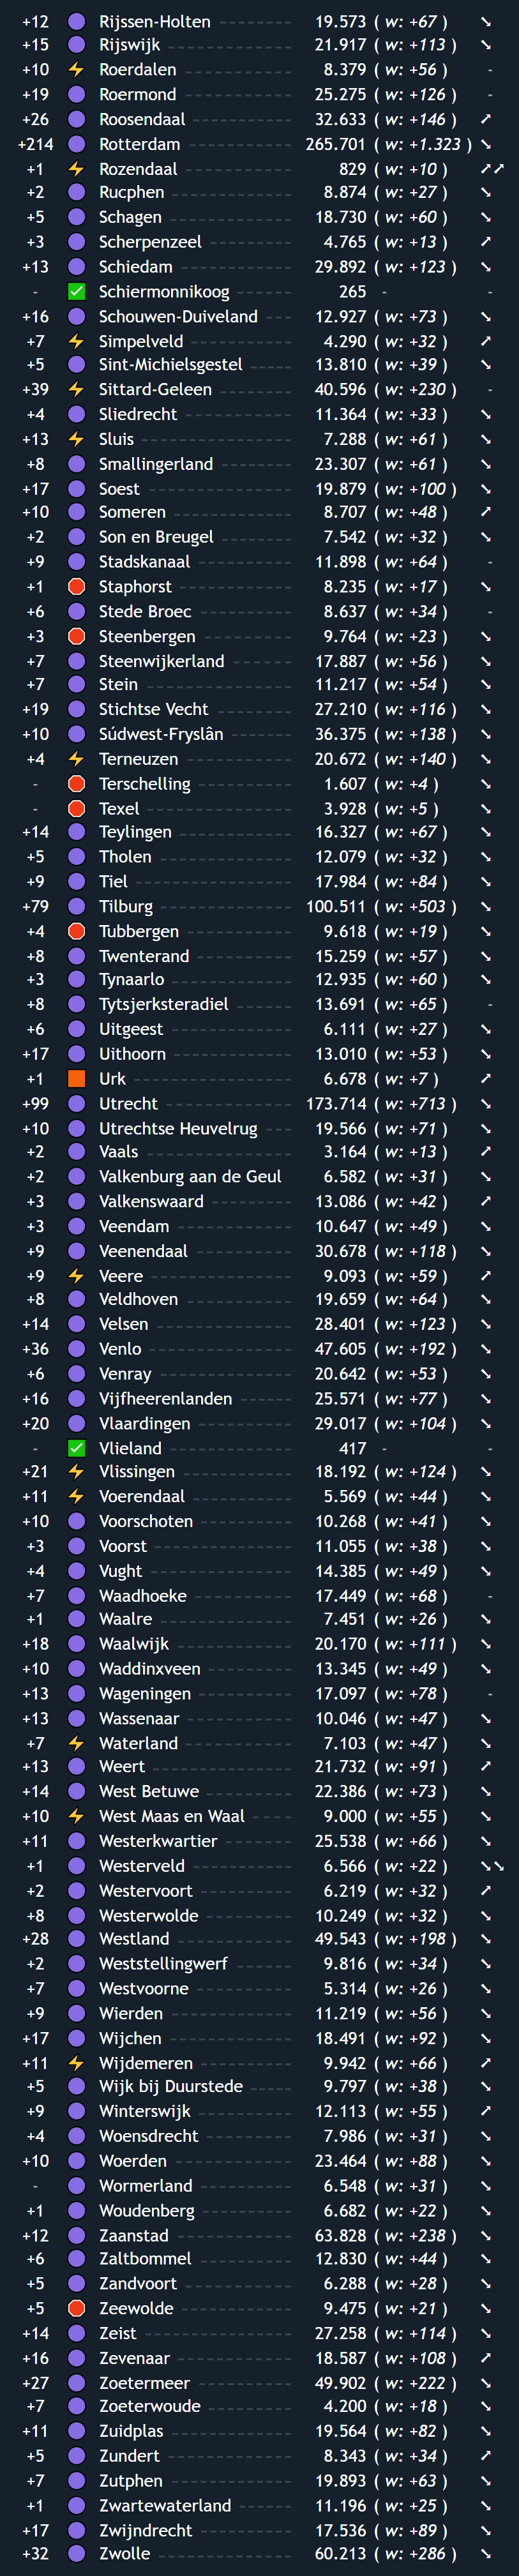 +12 Rijssen-Holten 19.573 ( w: +67 ) ➘
+15 Rijswijk 21.917 ( w: +113 ) ➘
+10 ⚡ Roerdalen 8.379 ( w: +56 ) -
+19 Roermond 25.275 ( w: +126 ) -
+26 Roosendaal 32.633 ( w: +146 ) ➚
+214 Rotterdam 265.701 ( w: +1.323 ) ➘
+1 ⚡ Rozendaal 829 ( w: +10 ) ➚➚
+2 Rucphen 8.874 ( w: +27 ) ➘
+5 Schagen 18.730 ( w: +60 ) ➘
+3 Scherpenzeel 4.765 ( w: +13 ) ➚
+13 Schiedam 29.892 ( w: +123 ) ➘
- ✅ Schiermonnikoog 265 - -
+16 Schouwen-Duiveland 12.927 ( w: +73 ) ➘
+7 ⚡ Simpelveld 4.290 ( w: +32 ) ➚
+5 Sint-Michielsgestel 13.810 ( w: +39 ) ➘
+39 ⚡ Sittard-Geleen 40.596 ( w: +230 ) -
+4 Sliedrecht 11.364 ( w: +33 ) ➘
+13 ⚡ Sluis 7.288 ( w: +61 ) ➘
+8 Smallingerland 23.307 ( w: +61 ) ➘
+17 Soest 19.879 ( w: +100 ) ➘
+10 Someren 8.707 ( w: +48 ) ➚
+2 Son en Breugel 7.542 ( w: +32 ) ➘
+9 Stadskanaal 11.898 ( w: +64 ) -
+1 Staphorst 8.235 ( w: +17 ) ➘
+6 Stede Broec 8.637 ( w: +34 ) -
+3 Steenbergen 9.764 ( w: +23 ) ➘
+7 Steenwijkerland 17.887 ( w: +56 ) ➘
+7 Stein 11.217 ( w: +54 ) ➘
+19 Stichtse Vecht 27.210 ( w: +116 ) ➘
+10 Súdwest-Fryslân 36.375 ( w: +138 ) ➘
+4 ⚡ Terneuzen 20.672 ( w: +140 ) ➘
- Terschelling 1.607 ( w: +4 ) ➘
- Texel 3.928 ( w: +5 ) ➘
+14 Teylingen 16.327 ( w: +67 ) ➘
+5 Tholen 12.079 ( w: +32 ) ➘
+9 Tiel 17.984 ( w: +84 ) ➘
+79 Tilburg 100.511 ( w: +503 ) ➘
+4 Tubbergen 9.618 ( w: +19 ) ➘
+8 Twenterand 15.259 ( w: +57 ) ➘
+3 Tynaarlo 12.935 ( w: +60 ) ➘
+8 Tytsjerksteradiel 13.691 ( w: +65 ) -
+6 Uitgeest 6.111 ( w: +27 ) ➘
+17 Uithoorn 13.010 ( w: +53 ) ➘
+1 Urk 6.678 ( w: +7 ) ➚
+99 Utrecht 173.714 ( w: +713 ) ➘
+10 Utrechtse Heuvelrug 19.566 ( w: +71 ) ➘
+2 Vaals 3.164 ( w: +13 ) ➚
+2 Valkenburg aan de Geul 6.582 ( w: +31 ) ➘
+3 Valkenswaard 13.086 ( w: +42 ) ➚
+3 Veendam 10.647 ( w: +49 ) ➘
+9 Veenendaal 30.678 ( w: +118 ) ➘
+9 ⚡ Veere 9.093 ( w: +59 ) ➚
+8 Veldhoven 19.659 ( w: +64 ) ➘
+14 Velsen 28.401 ( w: +123 ) ➘
+36 Venlo 47.605 ( w: +192 ) ➘
+6 Venray 20.642 ( w: +53 ) ➘
+16 Vijfheerenlanden 25.571 ( w: +77 ) ➘
+20 Vlaardingen 29.017 ( w: +104 ) ➘
- ✅ Vlieland 417 - -
+21 ⚡ Vlissingen 18.192 ( w: +124 ) ➘
+11 ⚡ Voerendaal 5.569 ( w: +44 ) ➘
+10 Voorschoten 10.268 ( w: +41 ) ➘
+3 Voorst 11.055 ( w: +38 ) ➘
+4 Vught 14.385 ( w: +49 ) ➘
+7 Waadhoeke 17.449 ( w: +68 ) -
+1 Waalre 7.451 ( w: +26 ) ➘
+18 Waalwijk 20.170 ( w: +111 ) ➘
+10 Waddinxveen 13.345 ( w: +49 ) ➘
+13 Wageningen 17.097 ( w: +78 ) -
+13 Wassenaar 10.046 ( w: +47 ) ➘
+7 ⚡ Waterland 7.103 ( w: +47 ) ➘
+13 Weert 21.732 ( w: +91 ) ➚
+14 West Betuwe 22.386 ( w: +73 ) ➘
+10 ⚡ West Maas en Waal 9.000 ( w: +55 ) ➘
+11 Westerkwartier 25.538 ( w: +66 ) ➘
+1 Westerveld 6.566 ( w: +22 ) ➘➘
+2 Westervoort 6.219 ( w: +32 ) ➚
+8 Westerwolde 10.249 ( w: +32 ) ➘
+28 Westland 49.543 ( w: +198 ) ➘
+2 Weststellingwerf 9.816 ( w: +34 ) ➘
+7 Westvoorne 5.314 ( w: +26 ) ➘
+9 Wierden 11.219 ( w: +56 ) ➘
+17 Wijchen 18.491 ( w: +92 ) ➘
+11 ⚡ Wijdemeren 9.942 ( w: +66 ) ➚
+5 Wijk bij Duurstede 9.797 ( w: +38 ) ➘
+9 Winterswijk 12.113 ( w: +55 ) ➚
+4 Woensdrecht 7.986 ( w: +31 ) ➘
+10 Woerden 23.464 ( w: +88 ) ➘
- Wormerland 6.548 ( w: +31 ) ➘
+1 Woudenberg 6.682 ( w: +22 ) ➘
+12 Zaanstad 63.828 ( w: +238 ) ➘
+6 Zaltbommel 12.830 ( w: +44 ) ➘
+5 Zandvoort 6.288 ( w: +28 ) ➘
+5 Zeewolde 9.475 ( w: +21 ) ➘
+14 Zeist 27.258 ( w: +114 ) ➘
+16 Zevenaar 18.587 ( w: +108 ) ➚
+27 Zoetermeer 49.902 ( w: +222 ) ➘
+7 Zoeterwoude 4.200 ( w: +18 ) ➘
+11 Zuidplas 19.564 ( w: +82 ) ➘
+5 Zundert 8.343 ( w: +34 ) ➚
+7 Zutphen 19.893 ( w: +63 ) ➘
+1 Zwartewaterland 11.196 ( w: +25 ) ➘
+17 Zwijndrecht 17.536 ( w: +89 ) ➘
+32 Zwolle 60.213 ( w: +286 ) ➘